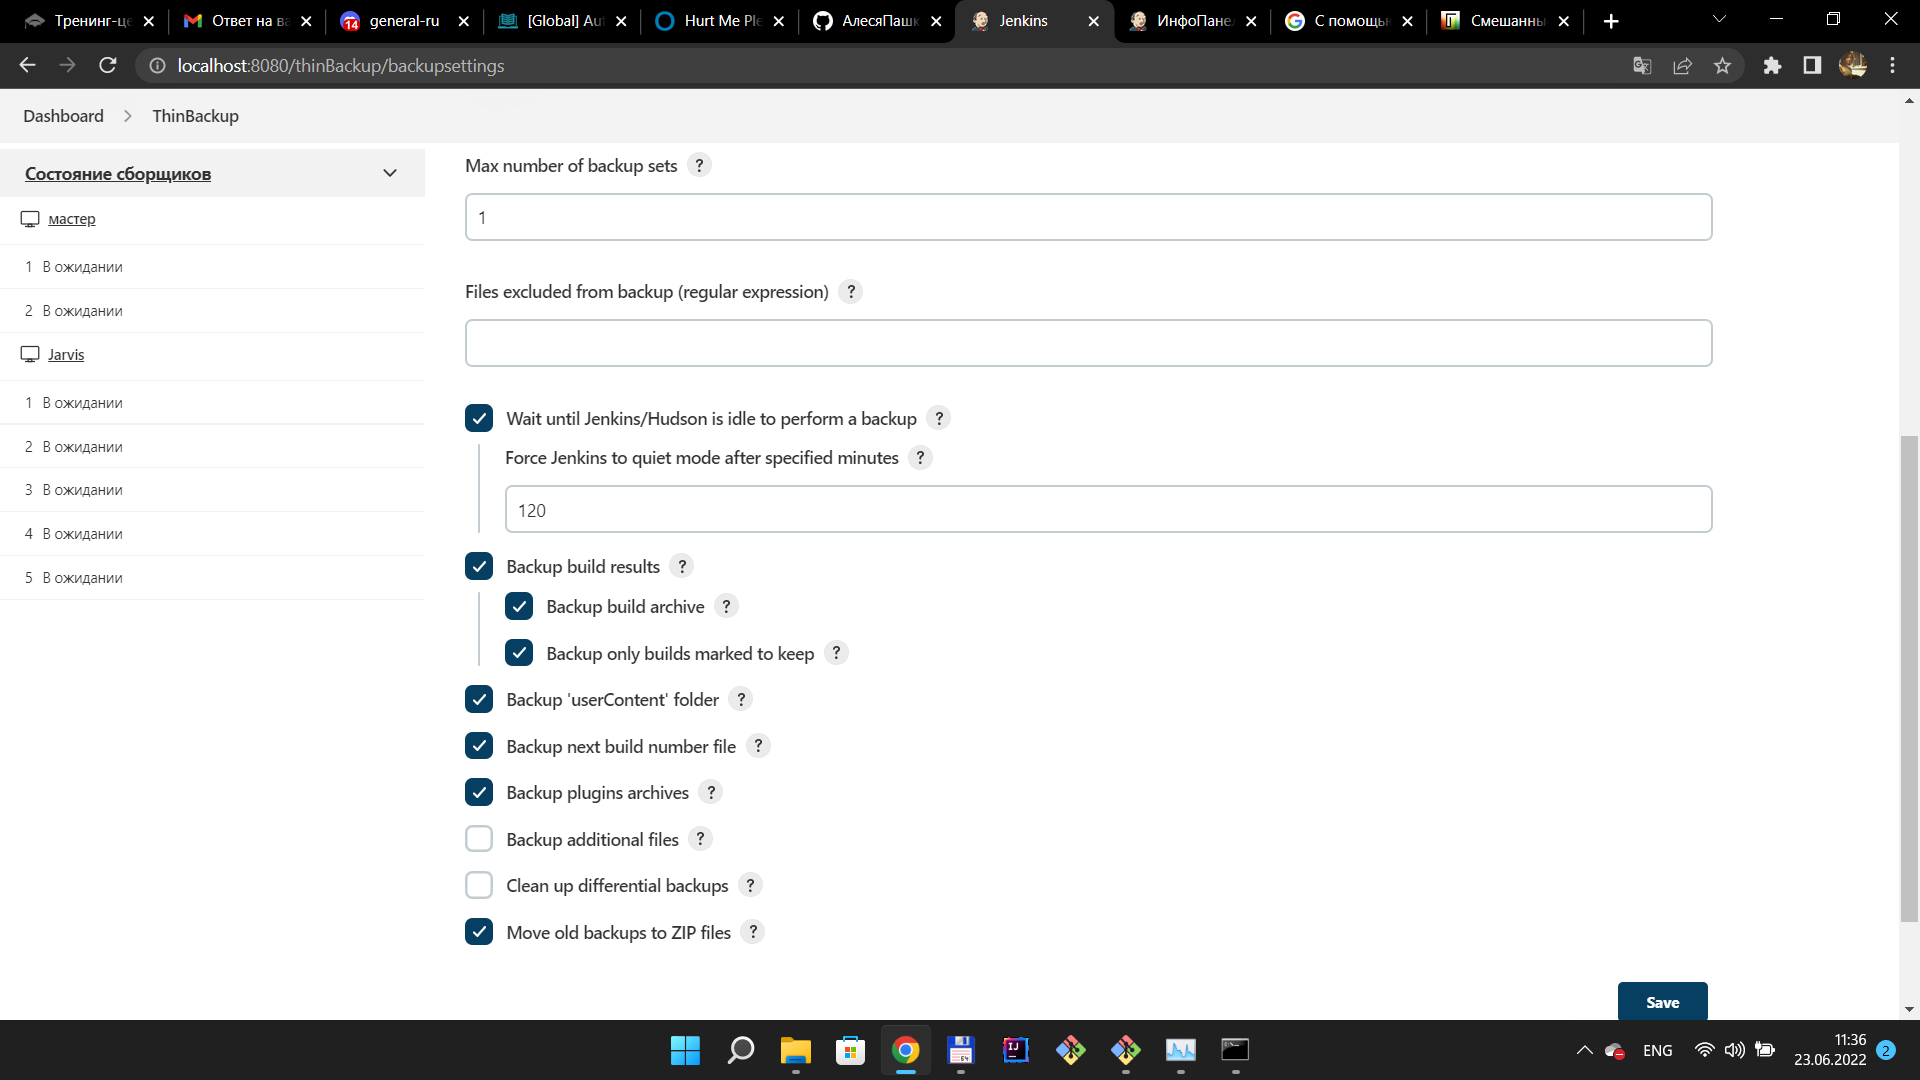 Тренинг-це
Ответ на ва
14 general-ru
[Global] Au
Hurt Me Ple
АлесяПашк
Jenkins
ИнфоПанел
С помощью
Смешанны
localhost:8080/thinBackup/backupsettings
Dashboard > ThinBackup
Состояние сборщиков
мастер
1 В ожидании
2 В ожидании
Jarvis
1 В ожидании
2 В ожидании
3 В ожидании
4 В ожидании
5 В ожидании
Max number of backup sets ?
1
Files excluded from backup (regular expression) ?
Wait until Jenkins/Hudson is idle to perform a backup ?
Force Jenkins to quiet mode after specified minutes ?
120
Backup build results ?
Backup build archive ?
Backup only builds marked to keep ?
Backup 'userContent' folder ?
Backup next build number file ?
Backup plugins archives ?
Backup additional files ?
Clean up differential backups ?
Move old backups to ZIP files ?
Save
ENG
11:36
23.06.2022
2